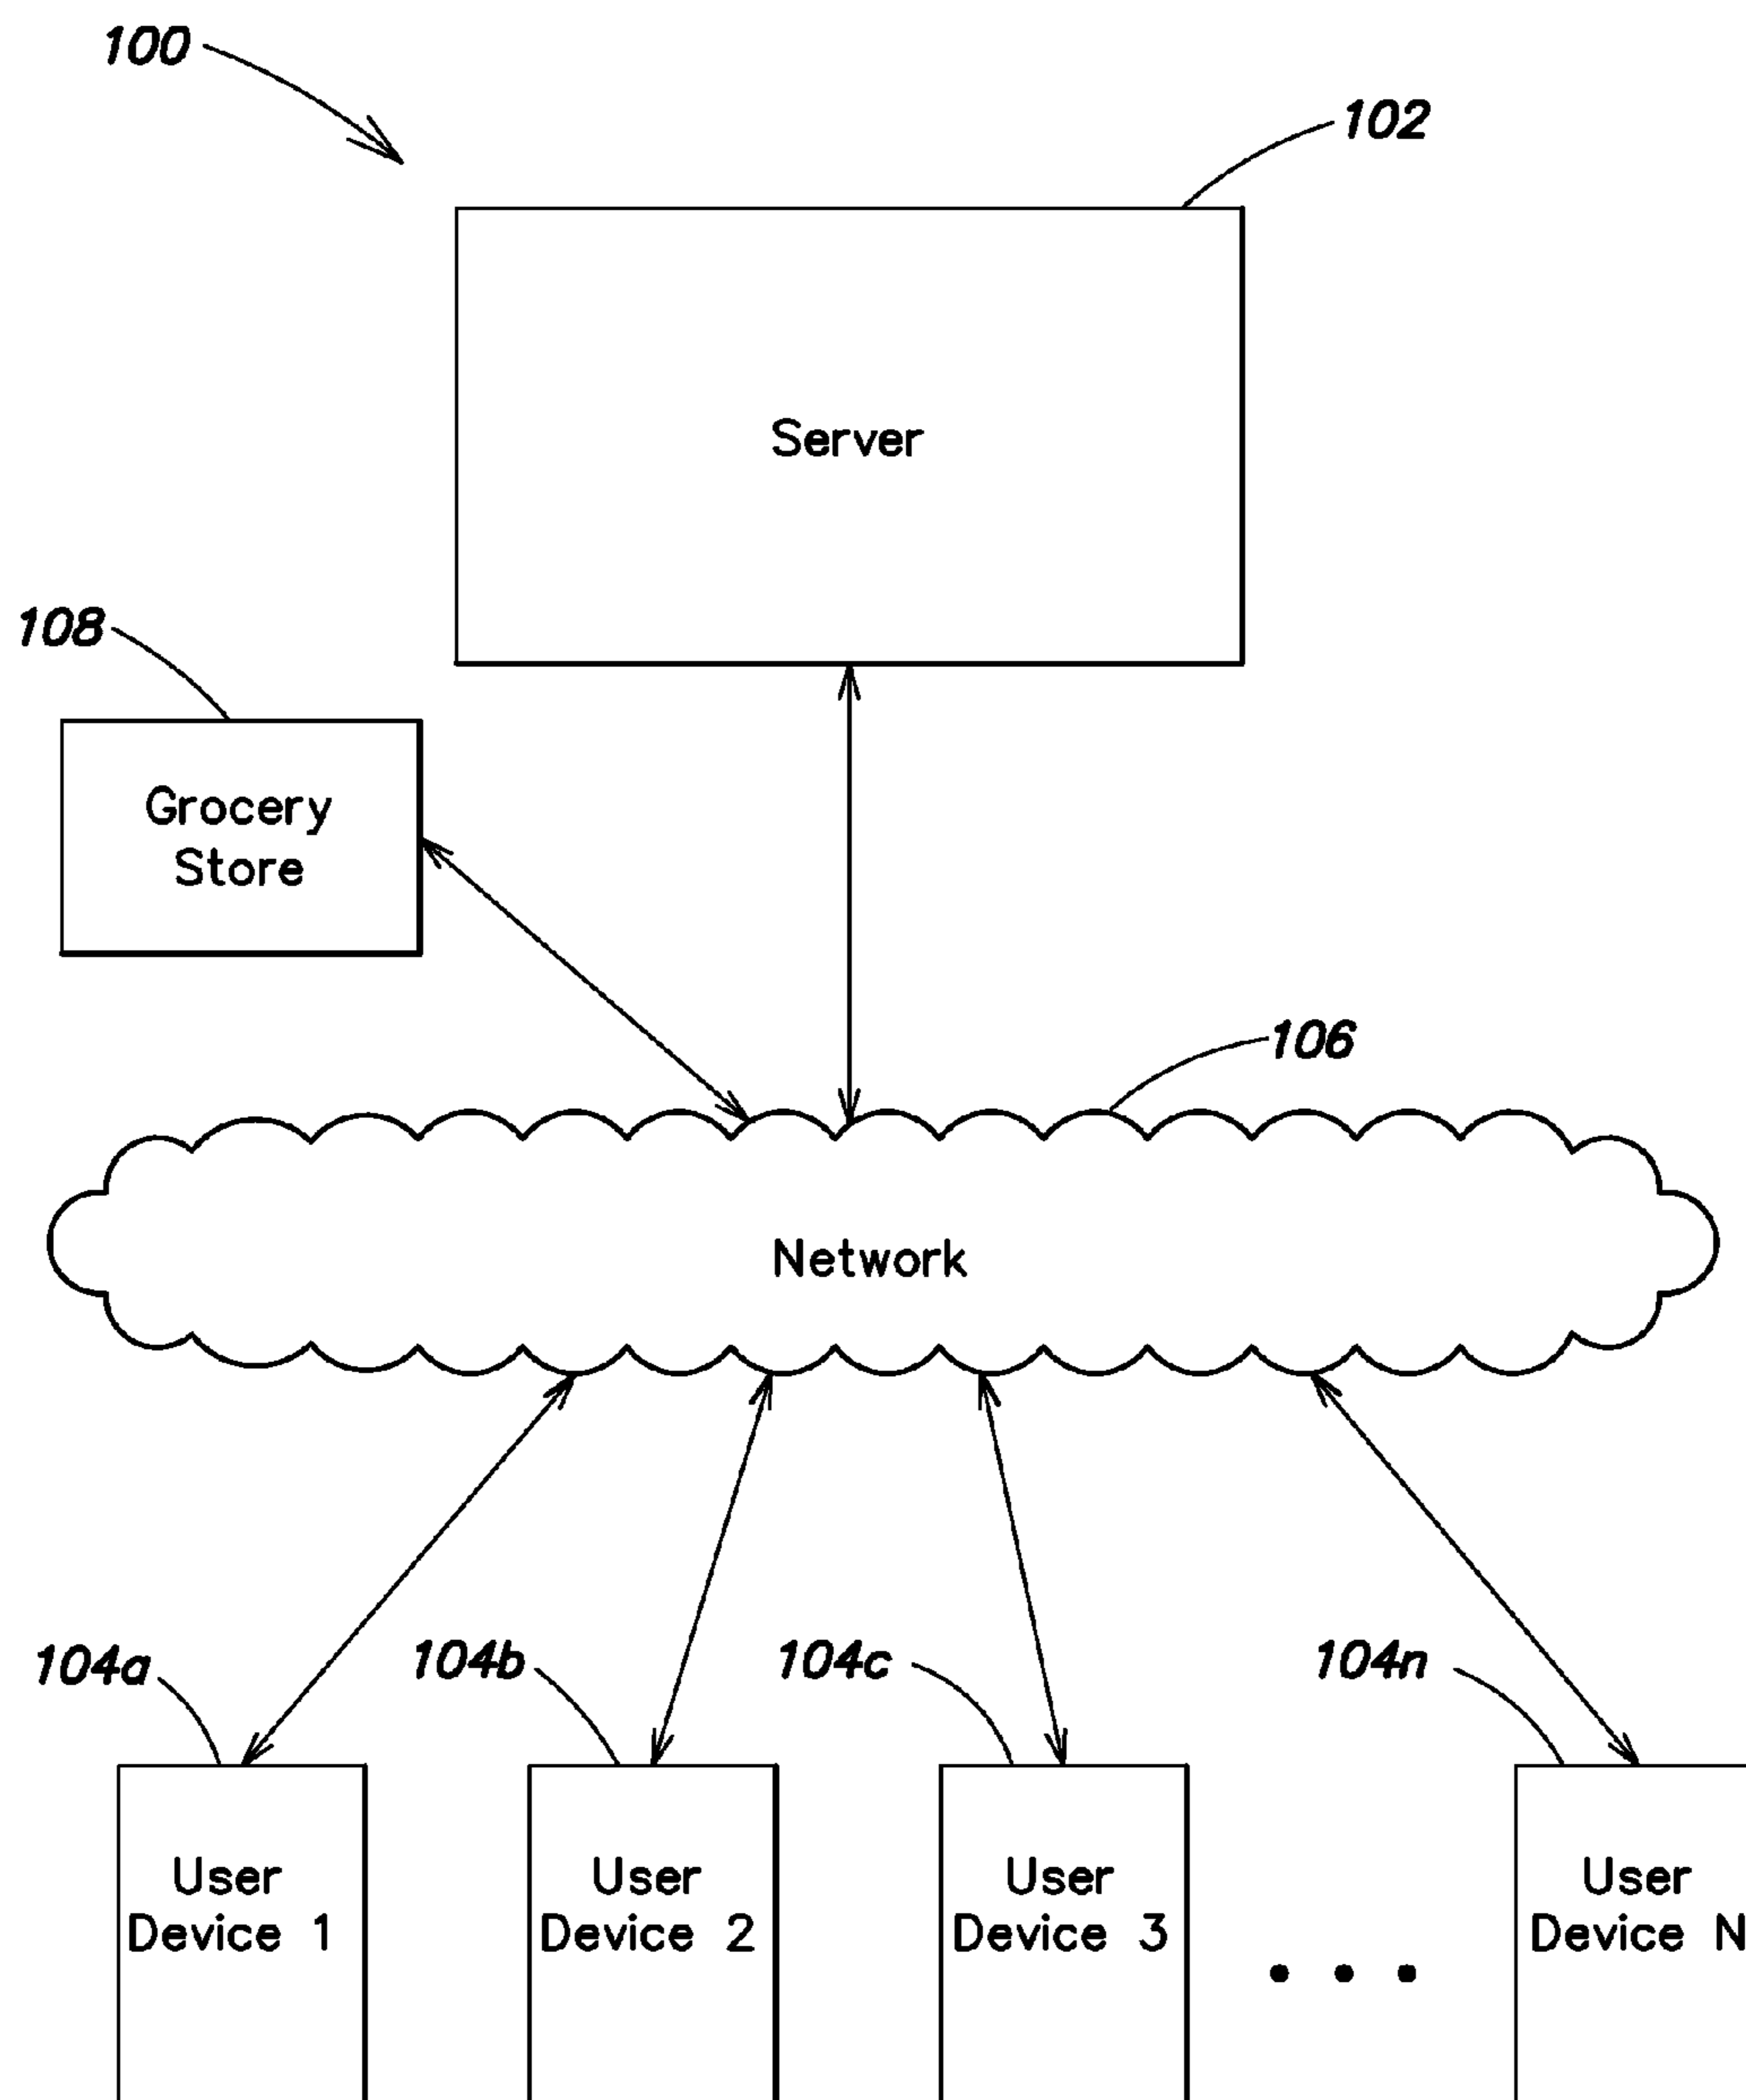 100
102
Server
108
Grocery
Store
106
Network
104a
104b
104c
104n
User
Device 1
User
Device 2
User
Device 3
• • •
User
Device N